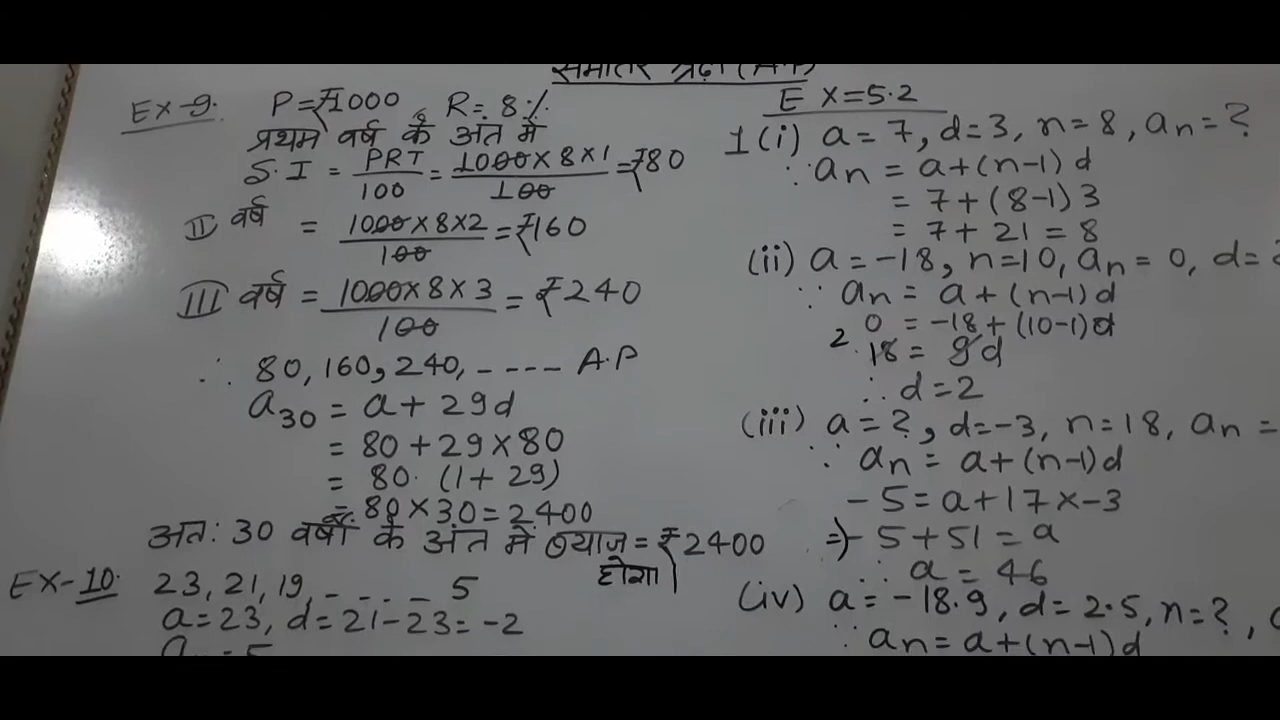 समांतर श्रेढ़ी (A.P)
EX-9. P=₹1000, R=8%
प्रथम वर्ष के अंत में
S.I = PRT/100 = 1000×8×1/100 = ₹80
II वर्ष = 1000×8×2/100 = ₹160
III वर्ष = 1000×8×3/100 = ₹240
∴ 80, 160, 240, - - - - A.P
a30 = a + 29d
= 80 + 29×80
= 80. (1+29)
= 80×30=2400
अत: 30 वर्षों के अंत में ब्याज = ₹2400
होगा।
EX-10. 23, 21, 19, - - - - 5
a=23, d=21-23=-2
Ex=5.2
1(i) a=7, d=3, n=8, an=?
∵ an = a+(n-1)d
= 7+(8-1)3
= 7+21=8
(ii) a=-18, n=10, an=0, d=
∵ an = a+(n-1)d
0 = -18+(10-1)d
2 18 = 9d
∴ d=2
(iii) a=?, d=-3, n=18, an=
∵ an = a+(n-1)d
-5=a+17×-3
⇒ -5+51=a
∴ a=46
(iv) a=-18.9, d=2.5, n=?,
∵ an=a+(n-1)d